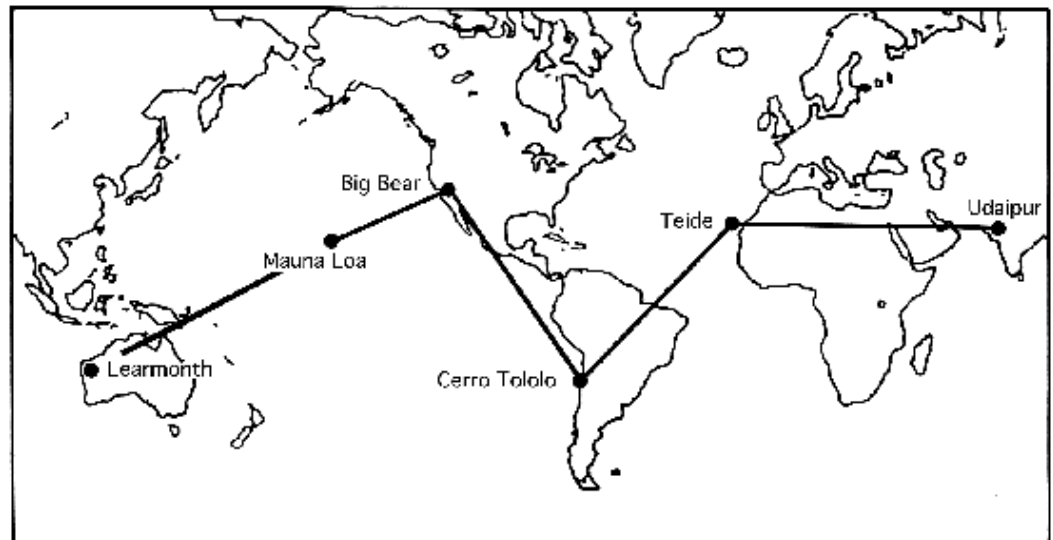 Big Bear
Udaipur
Teide
Mauna Loa
Learmonth
Cerro Tololo